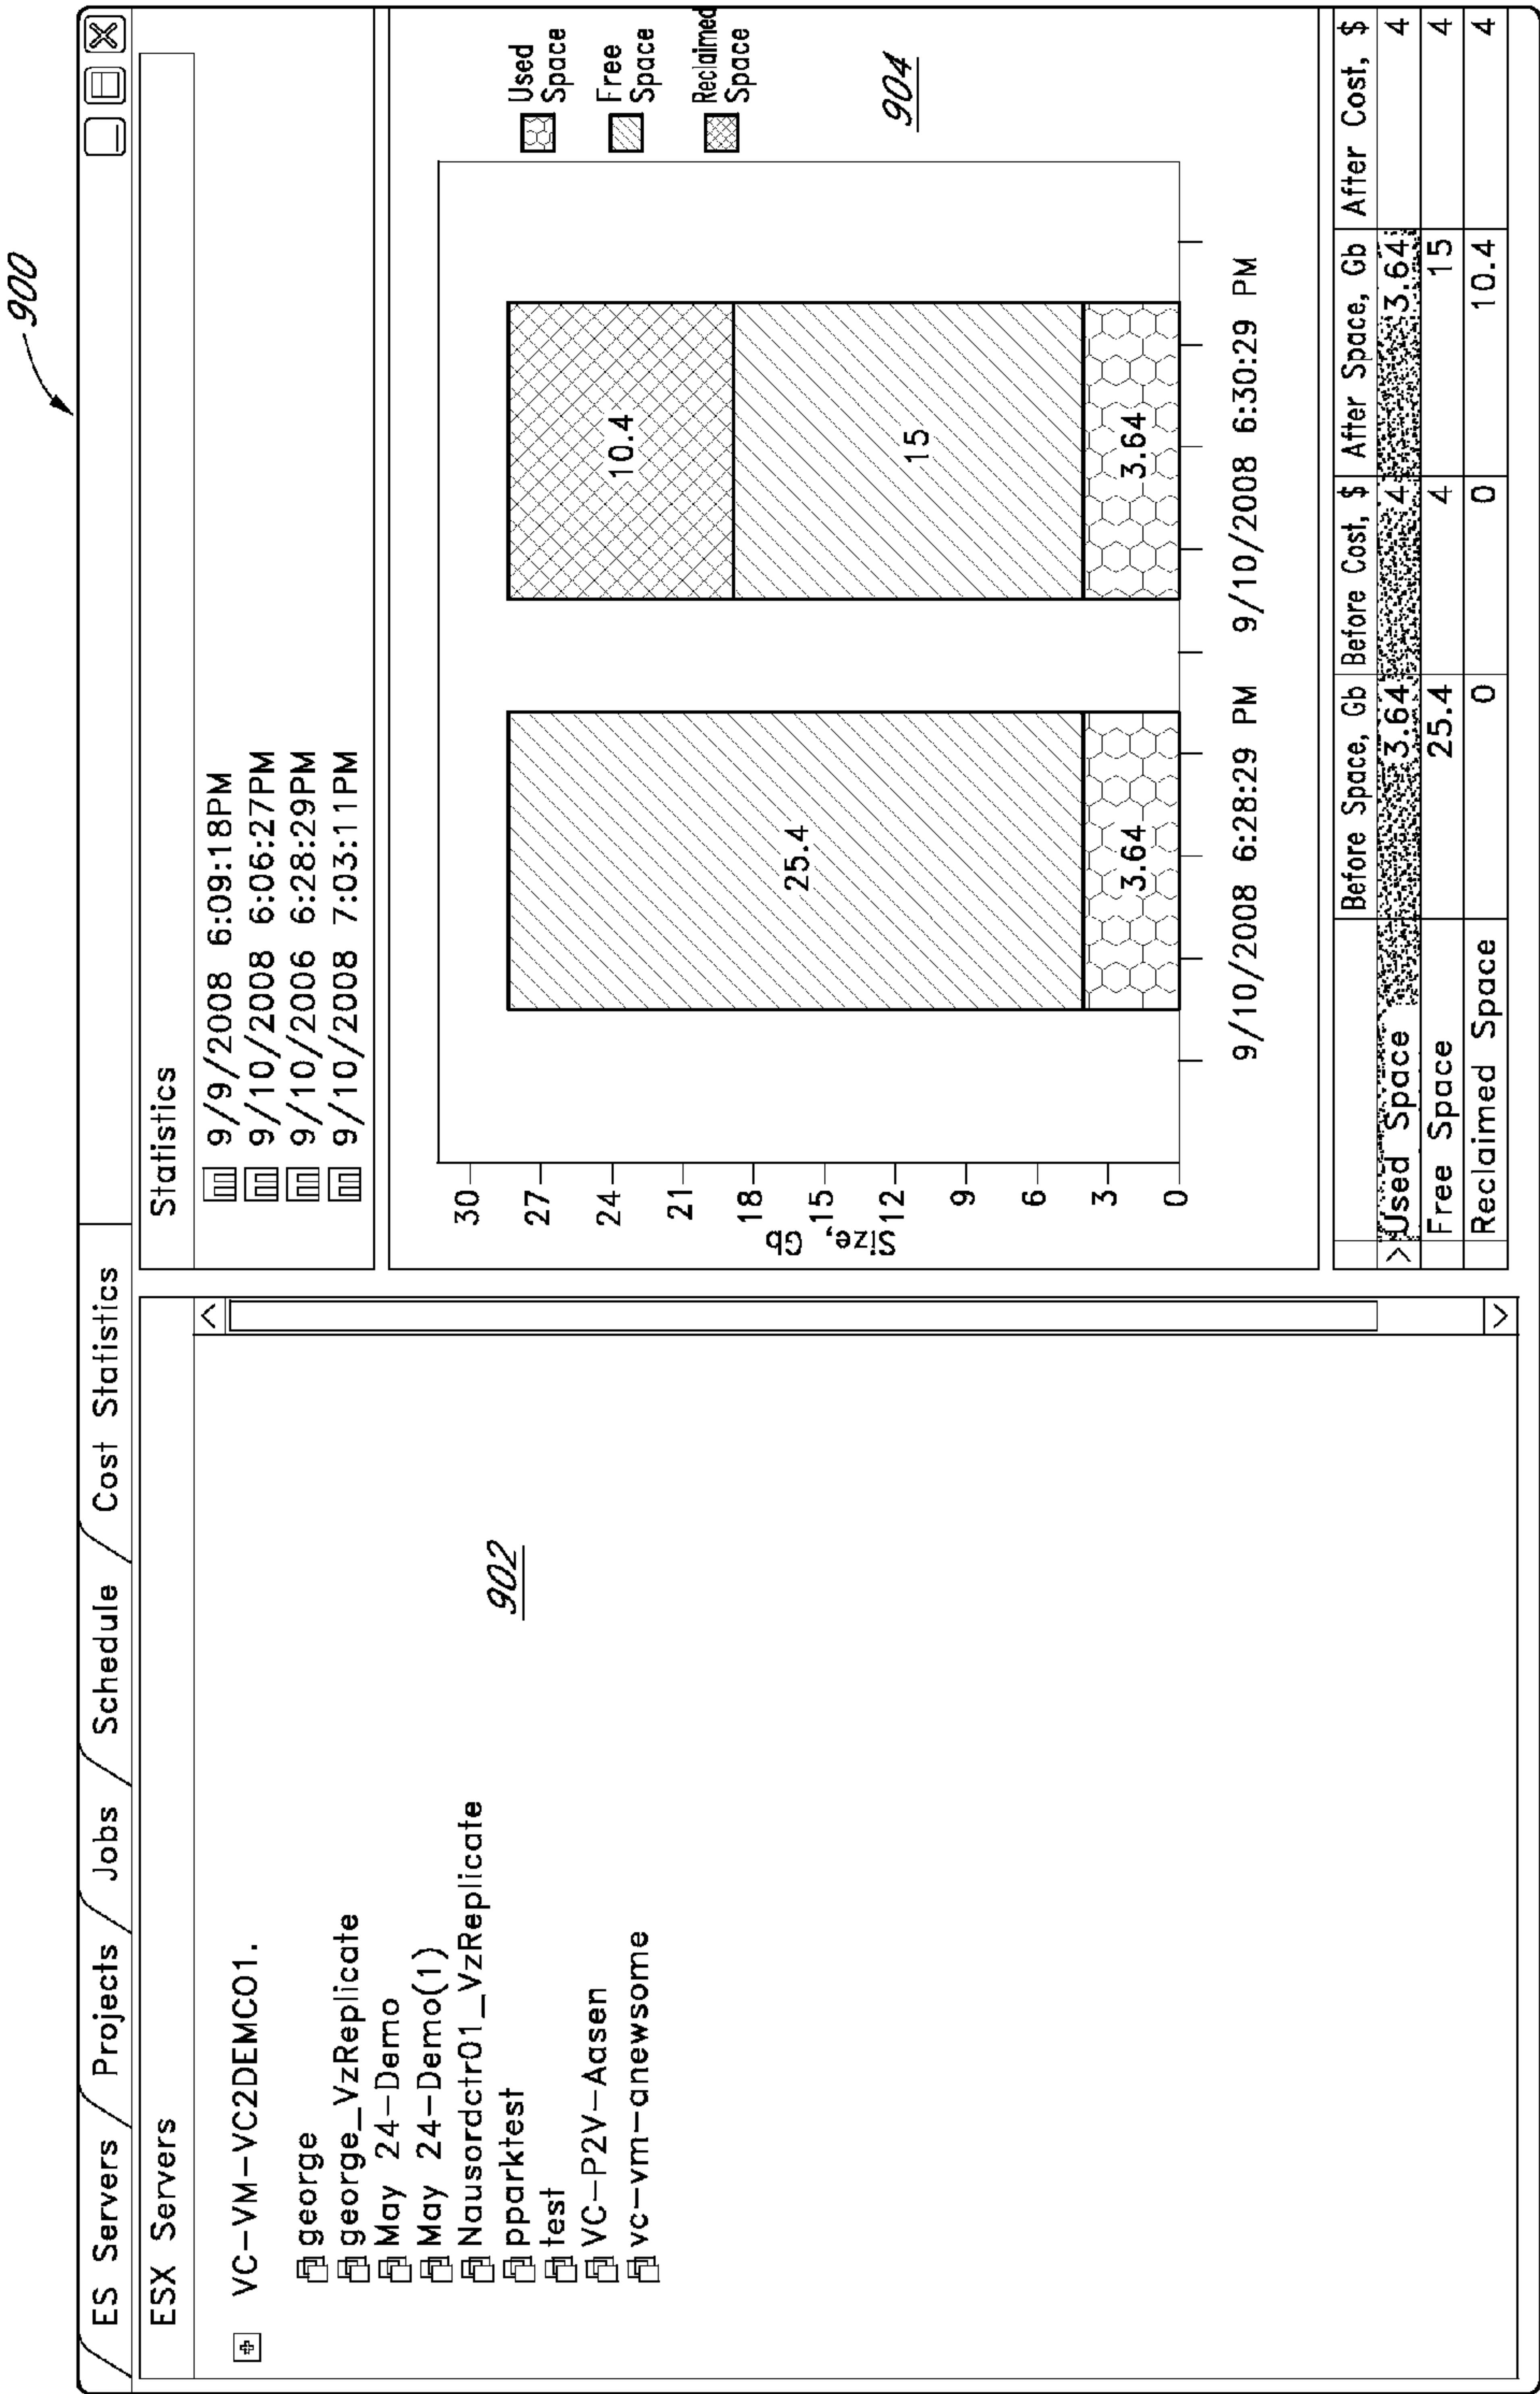 900
ES Servers Projects Jobs Schedule Cost Statistics
ESX Servers
VC-VM-VC2DEMC01.
george
george_VzReplicate
May 24-Demo
May 24-Demo(1)
Nausordctr01_VzReplicate
pparktest
test
VC-P2V-Aasen
vc-vm-anewsome
902
Statistics
9/9/2008 6:09:18PM
9/10/2008 6:06:27PM
9/10/2006 6:28:29PM
9/10/2008 7:03:11PM
Size, Gb
30
27
24
21
18
15
12
9
6
3
0
25.4
3.64
10.4
15
3.64
9/10/2008 6:28:29 PM 9/10/2008 6:30:29 PM
Used
Space
Free
Space
Reclaimed
Space
904
Before Space, Gb Before Cost, $ After Space, Gb After Cost, $
>Used Space 3.64 4 3.64 4
Free Space 25.4 4 15 4
Reclaimed Space 0 0 10.4 4